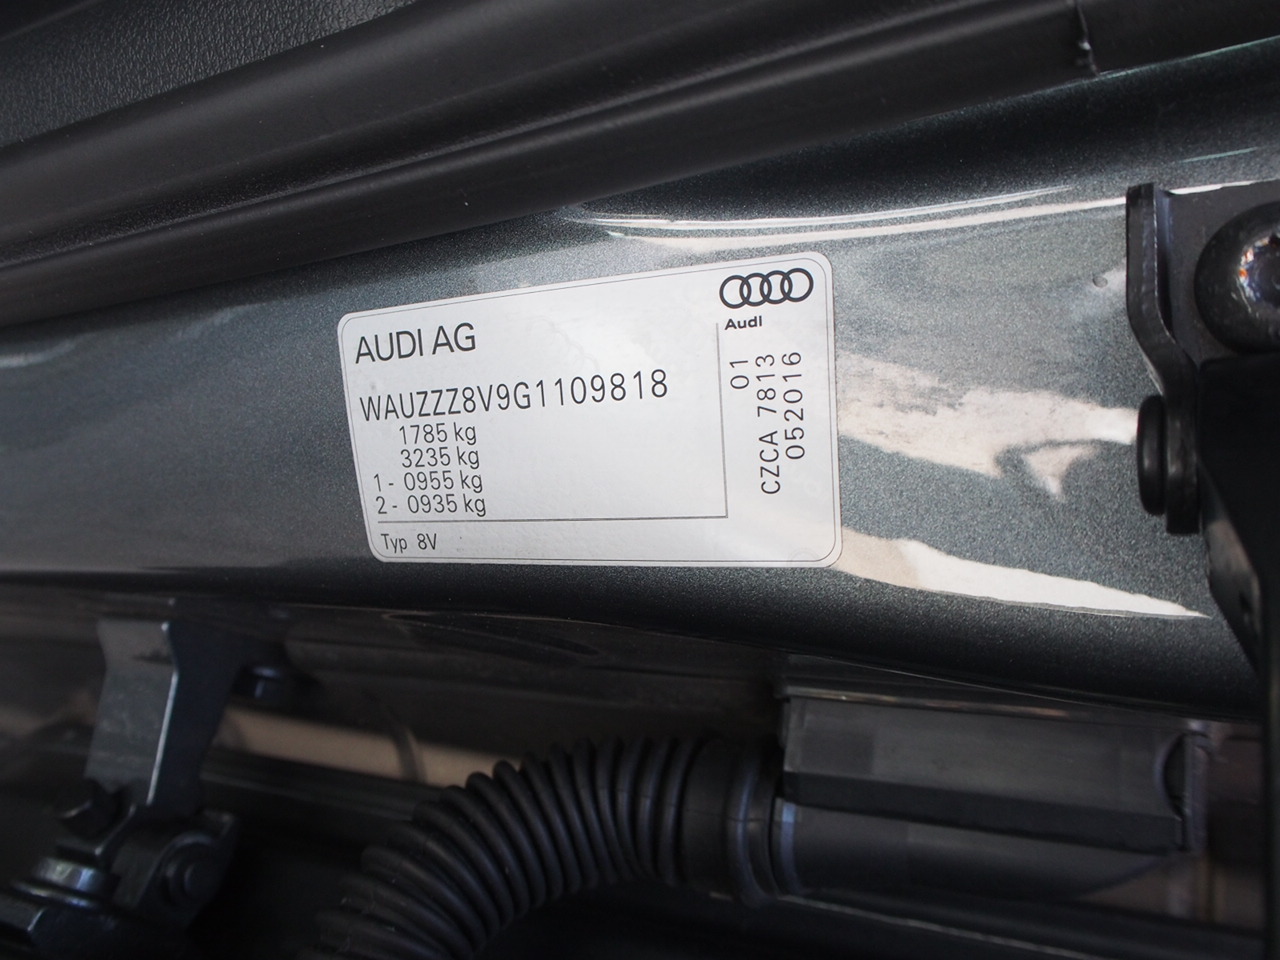 AUDI AG
WAUZZZ8V9G1109818
1785 kg
3235 kg
1 - 0955 kg
2 - 0935 kg
Typ 8V
Audi
01
CZCA 7813
052016